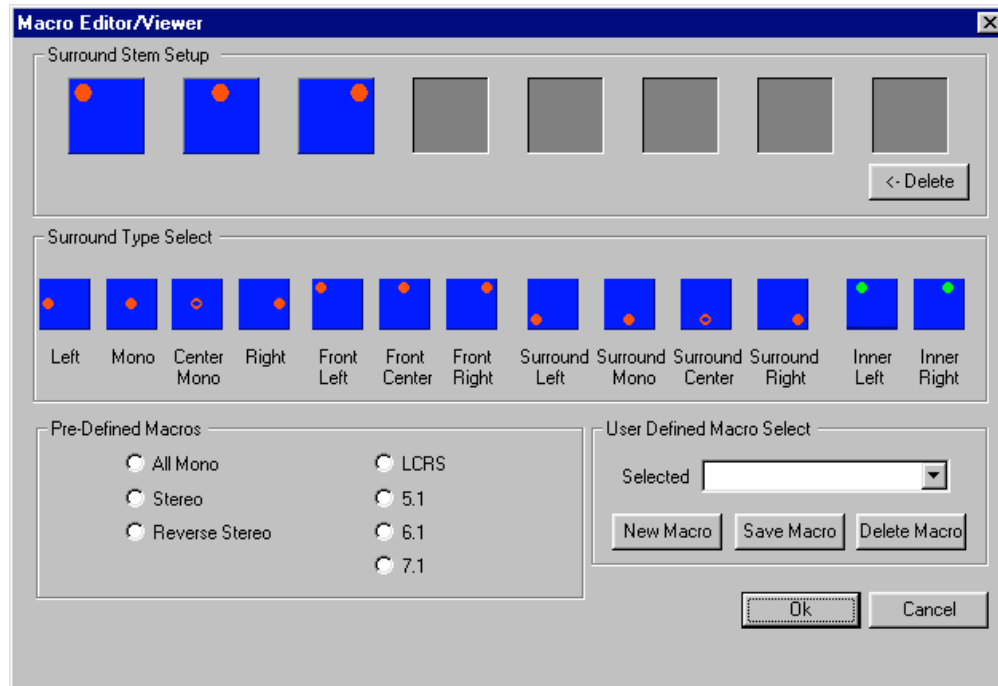 Macro Editor/Viewer
Surround Stem Setup
<- Delete
Surround Type Select
Left Mono Center Mono Right Front Left Front Center Front Right Surround Left Surround Mono Surround Center Surround Right Inner Left Inner Right
Pre-Defined Macros
All Mono
Stereo
Reverse Stereo
LCRS
5.1
6.1
7.1
User Defined Macro Select
Selected
New Macro Save Macro Delete Macro
Ok Cancel